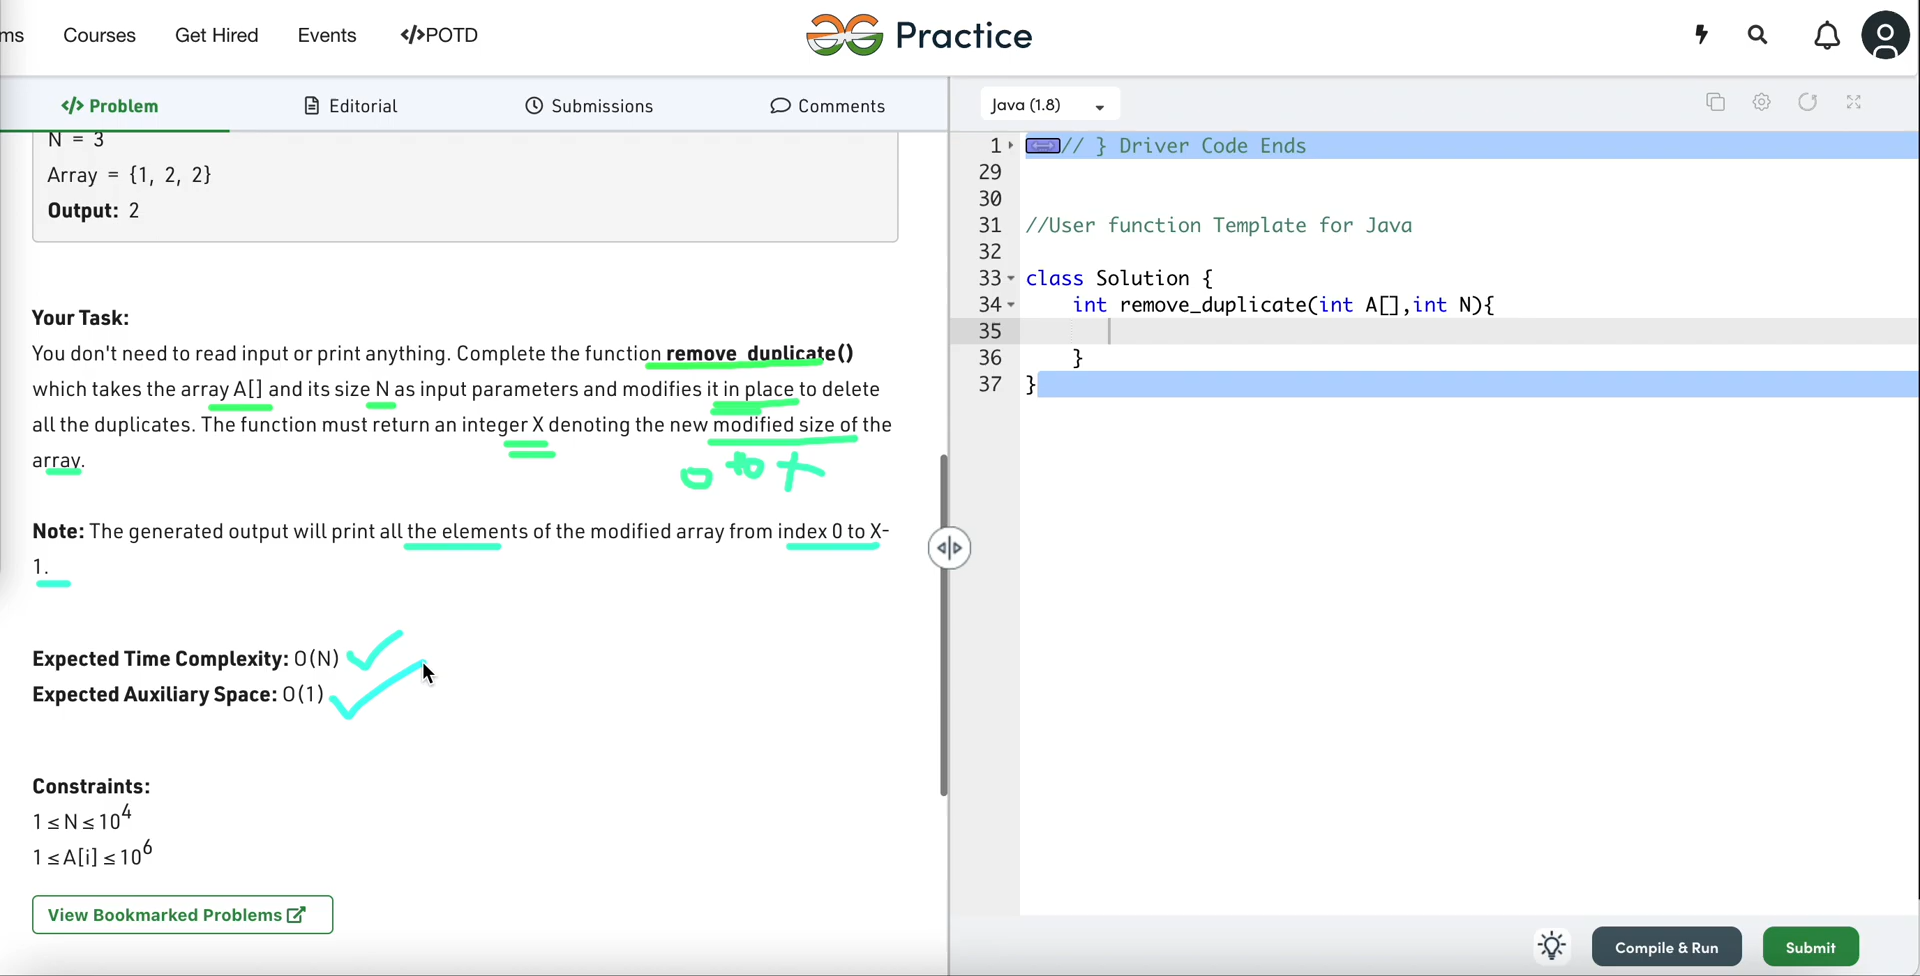 ms Courses Get Hired Events </>POTD Practice
</> Problem Editorial Submissions Comments
N = 3
Array = {1, 2, 2}
Output: 2
Your Task:
You don't need to read input or print anything. Complete the function remove_duplicate()
which takes the array A[] and its size N as input parameters and modifies it in place to delete
all the duplicates. The function must return an integer X denoting the new modified size of the
array.
0 to X
Note: The generated output will print all the elements of the modified array from index 0 to X-
1.
Expected Time Complexity: O(N)
Expected Auxiliary Space: O(1)
Constraints:
1 ≤ N ≤ 10^4
1 ≤ A[i] ≤ 10^6
View Bookmarked Problems
Java (1.8)
1 // } Driver Code Ends
29
30
31 //User function Template for Java
32
33 class Solution {
34 int remove_duplicate(int A[],int N){
35
36 }
37 }
Compile & Run Submit